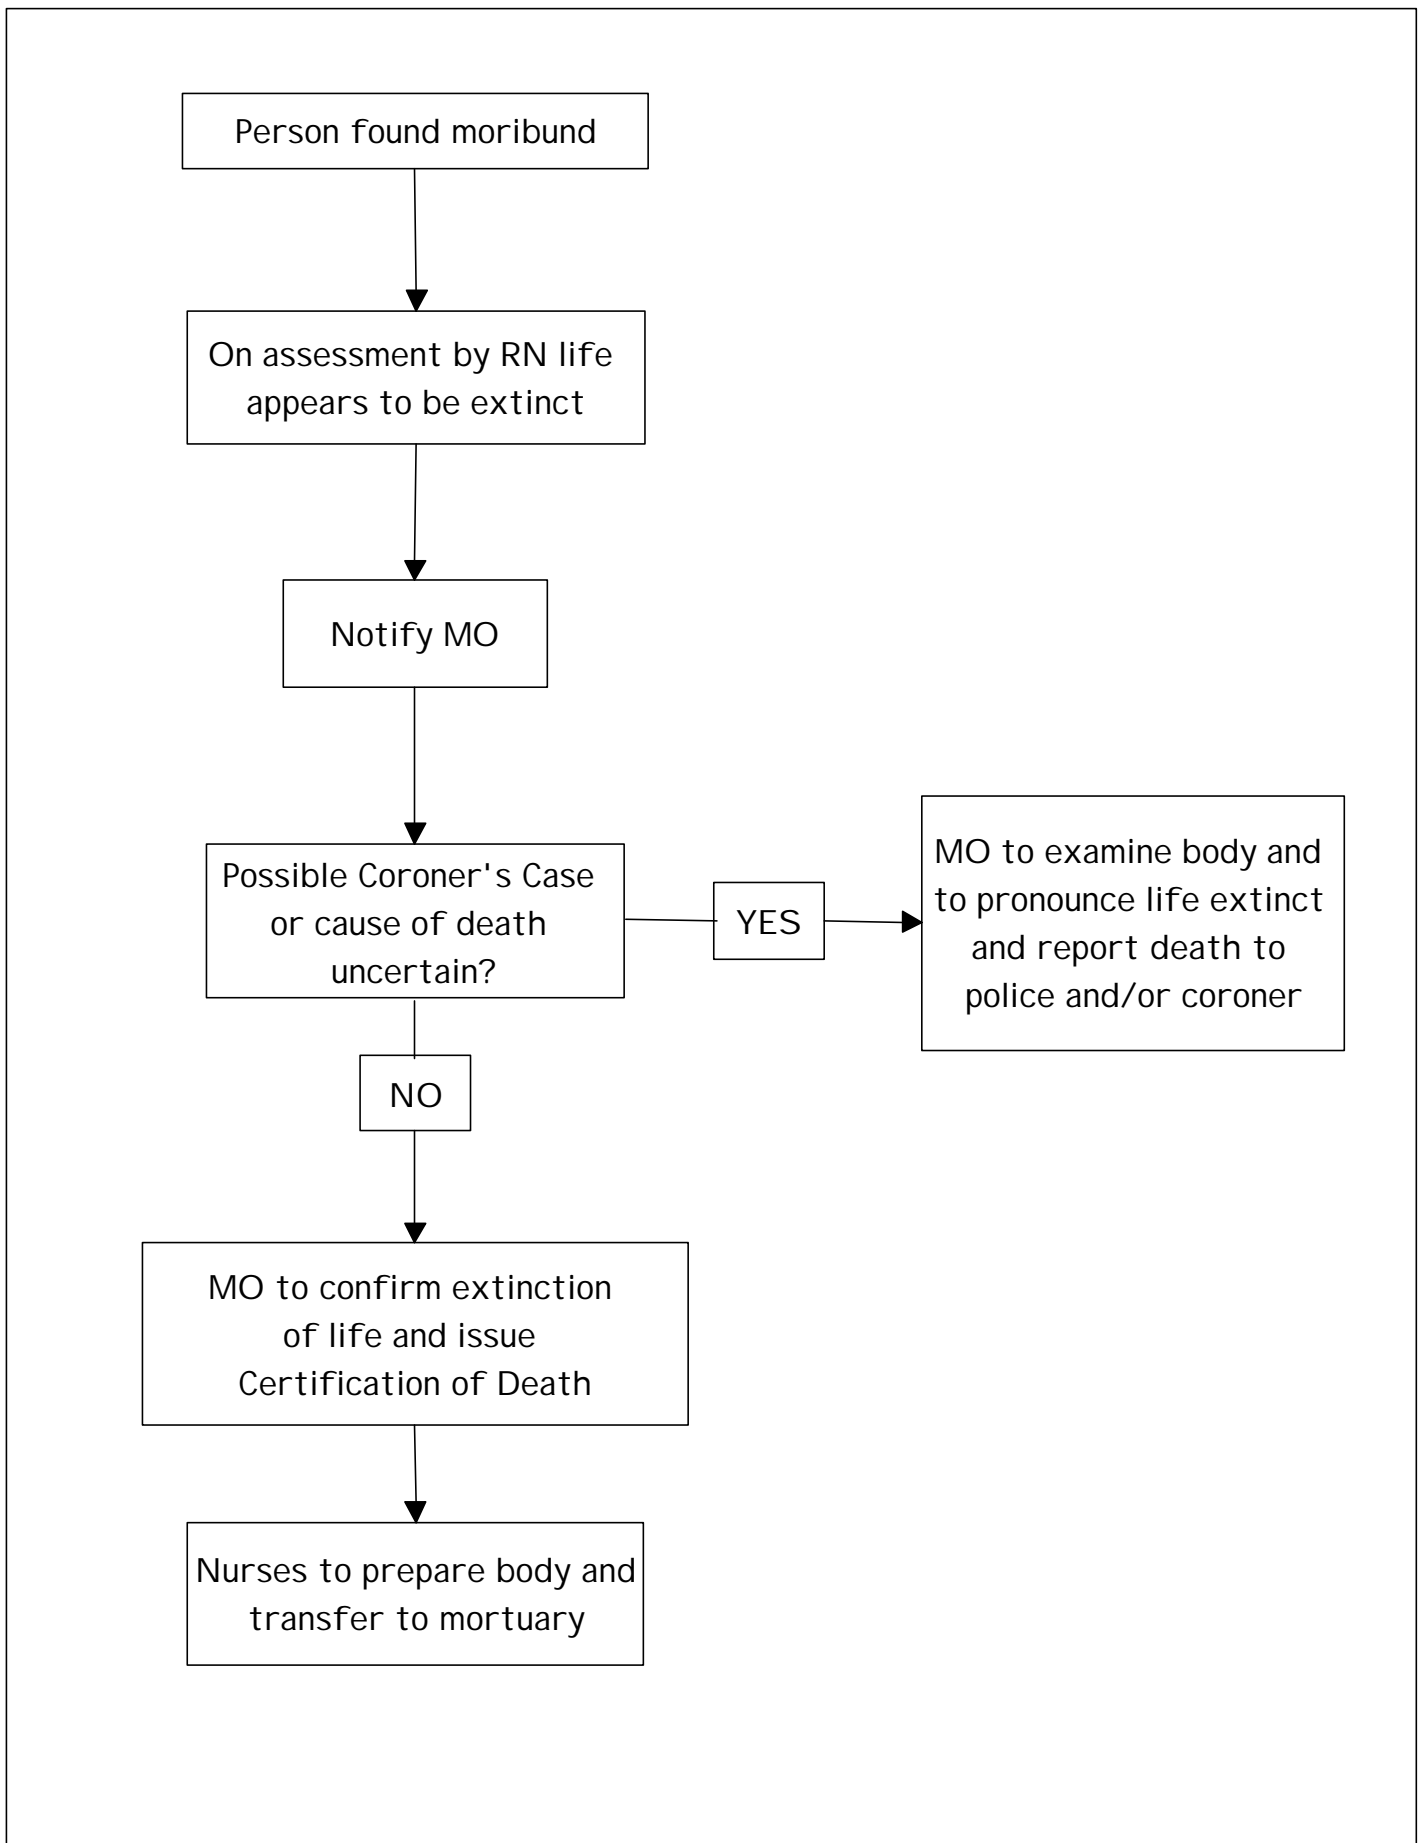 Person found moribund
On assessment by RN life
appears to be extinct
Notify MO
Possible Coroner's Case
or cause of death
uncertain?
YES
MO to examine body and
to pronounce life extinct
and report death to
police and/or coroner
NO
MO to confirm extinction
of life and issue
Certification of Death
Nurses to prepare body and
transfer to mortuary